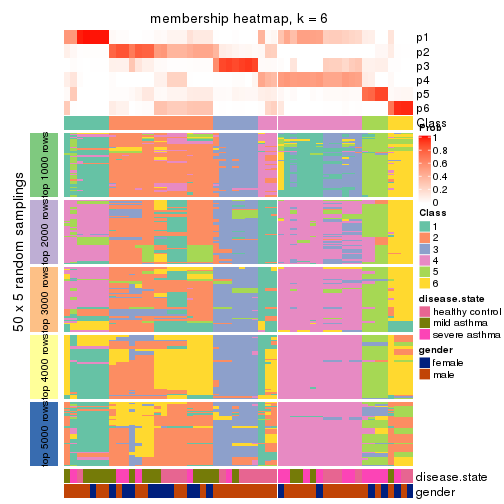 membership heatmap, k = 6
p1
p2
p3
p4
p5
p6
Class
Prob
1
0.8
0.6
0.4
0.2
0
Class
1
2
3
4
5
6
disease.state
healthy control
mild asthma
severe asthma
gender
female
male
50 x 5 random samplings
top 1000 rows
top 2000 rows
top 3000 rows
top 4000 rows
top 5000 rows
disease.state
gender